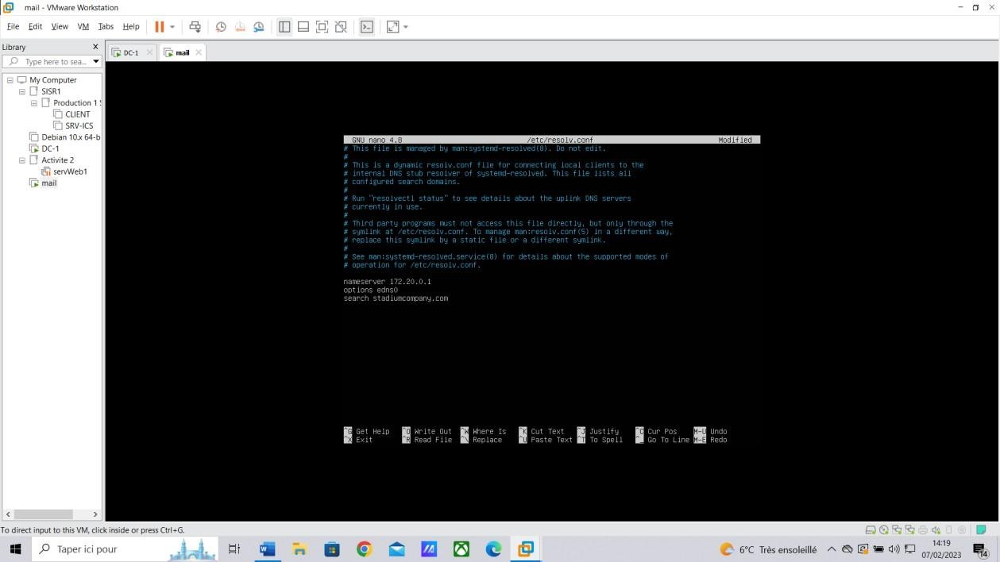 mail - VMware Workstation
File Edit View VM Tabs Help
Library
Type here to sea...
My Computer
SISR1
Production 1 S
CLIENT
SRV-ICS
Debian 10.x 64-b
DC-1
Activite 2
servWeb1
mail
DC-1
mail
GNU nano 4.8 /etc/resolv.conf Modified
# This file is managed by man:systemd-resolved(8). Do not edit.
#
# This is a dynamic resolv.conf file for connecting local clients to the
# internal DNS stub resolver of systemd-resolved. This file lists all
# configured search domains.
#
# Run "resolvectl status" to see details about the uplink DNS servers
# currently in use.
#
# Third party programs must not access this file directly, but only through the
# symlink at /etc/resolv.conf. To manage man:resolv.conf(5) in a different way,
# replace this symlink by a static file or a different symlink.
#
# See man:systemd-resolved.service(8) for details about the supported modes of
# operation for /etc/resolv.conf.
nameserver 172.20.0.1
options edns0
search stadiumcompany.com
^G Get Help ^O Write Out ^W Where Is ^K Cut Text ^J Justify ^C Cur Pos M-U Undo
^X Exit ^R Read File ^\ Replace ^U Paste Text ^T To Spell ^_ Go To Line M-E Redo
To direct input to this VM, click inside or press Ctrl+G.
Taper ici pour
6°C Très ensoleillé
14:19
07/02/2023
14